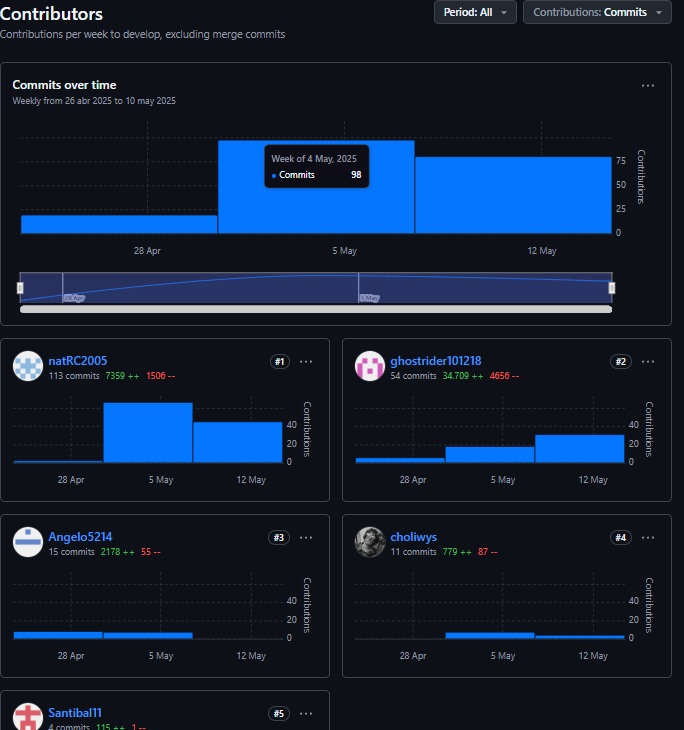 Contributors
Period: All
Contributions: Commits
Contributions per week to develop, excluding merge commits
Commits over time
Weekly from 26 abr 2025 to 10 may 2025
Week of 4 May, 2025
Commits 98
75
50
25
0
Contributions
28 Apr 5 May 12 May
28 Apr 5 May
natRC2005 #1
113 commits 7359 ++ 1506 --
40
20
0
Contributions
28 Apr 5 May 12 May
ghostrider101218 #2
54 commits 34.709 ++ 4656 --
40
20
0
Contributions
28 Apr 5 May 12 May
Angelo5214 #3
15 commits 2178 ++ 55 --
40
20
0
Contributions
28 Apr 5 May 12 May
choliwys #4
11 commits 779 ++ 87 --
40
20
0
Contributions
28 Apr 5 May 12 May
Santibal11 #5
4 commits 115 ++ 1 --